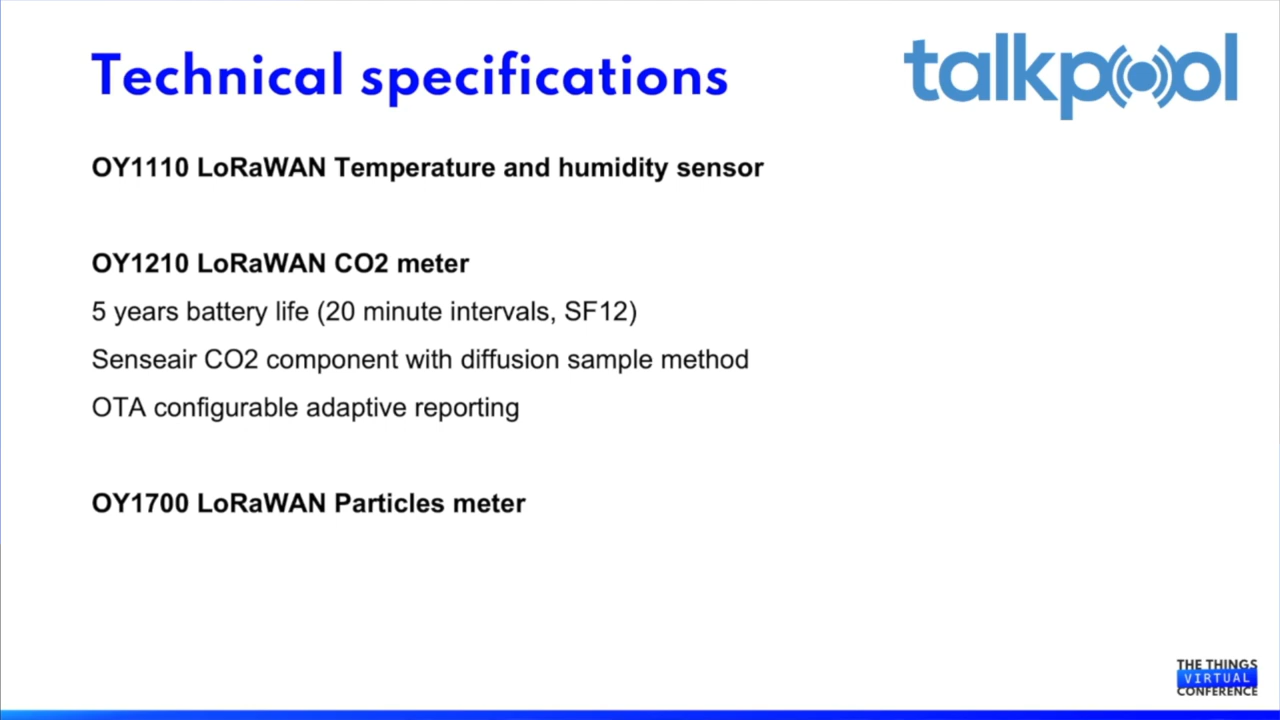 Technical specifications
talkpool
OY1110 LoRaWAN Temperature and humidity sensor
OY1210 LoRaWAN CO2 meter
5 years battery life (20 minute intervals, SF12)
Senseair CO2 component with diffusion sample method
OTA configurable adaptive reporting
OY1700 LoRaWAN Particles meter
THE THINGS
VIRTUAL
CONFERENCE